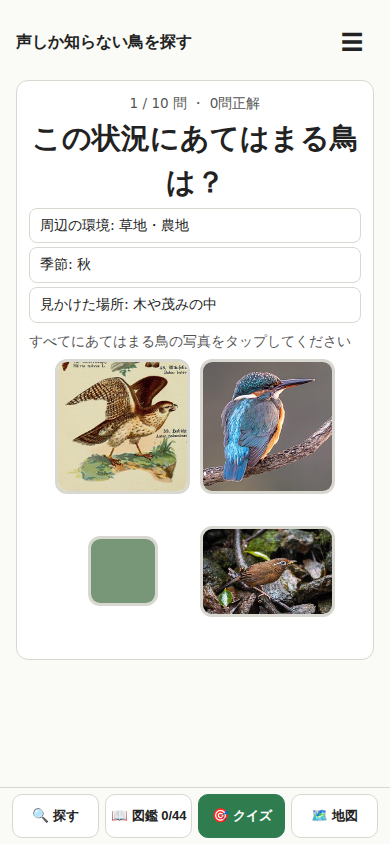 声しか知らない鳥を探す
1 / 10 問 ・ 0問正解
この状況にあてはまる鳥
は？
周辺の環境: 草地・農地
季節: 秋
見かけた場所: 木や茂みの中
すべてにあてはまる鳥の写真をタップしてください
🔍 探す
📖 図鑑 0/44
🎯 クイズ
🗺️ 地図